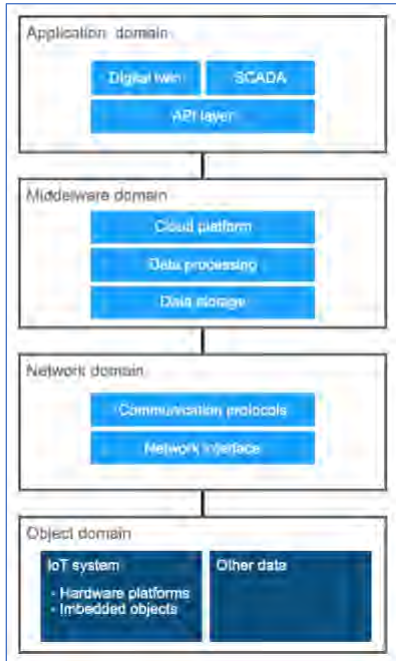 Application domain
Digital twin
SCADA
API layer
Middelware domain
Cloud platform
Data processing
Data storage
Network domain
Communication protocols
Network interface
Object domain
IoT system
- Hardware platforms
- Imbedded objects
Other data